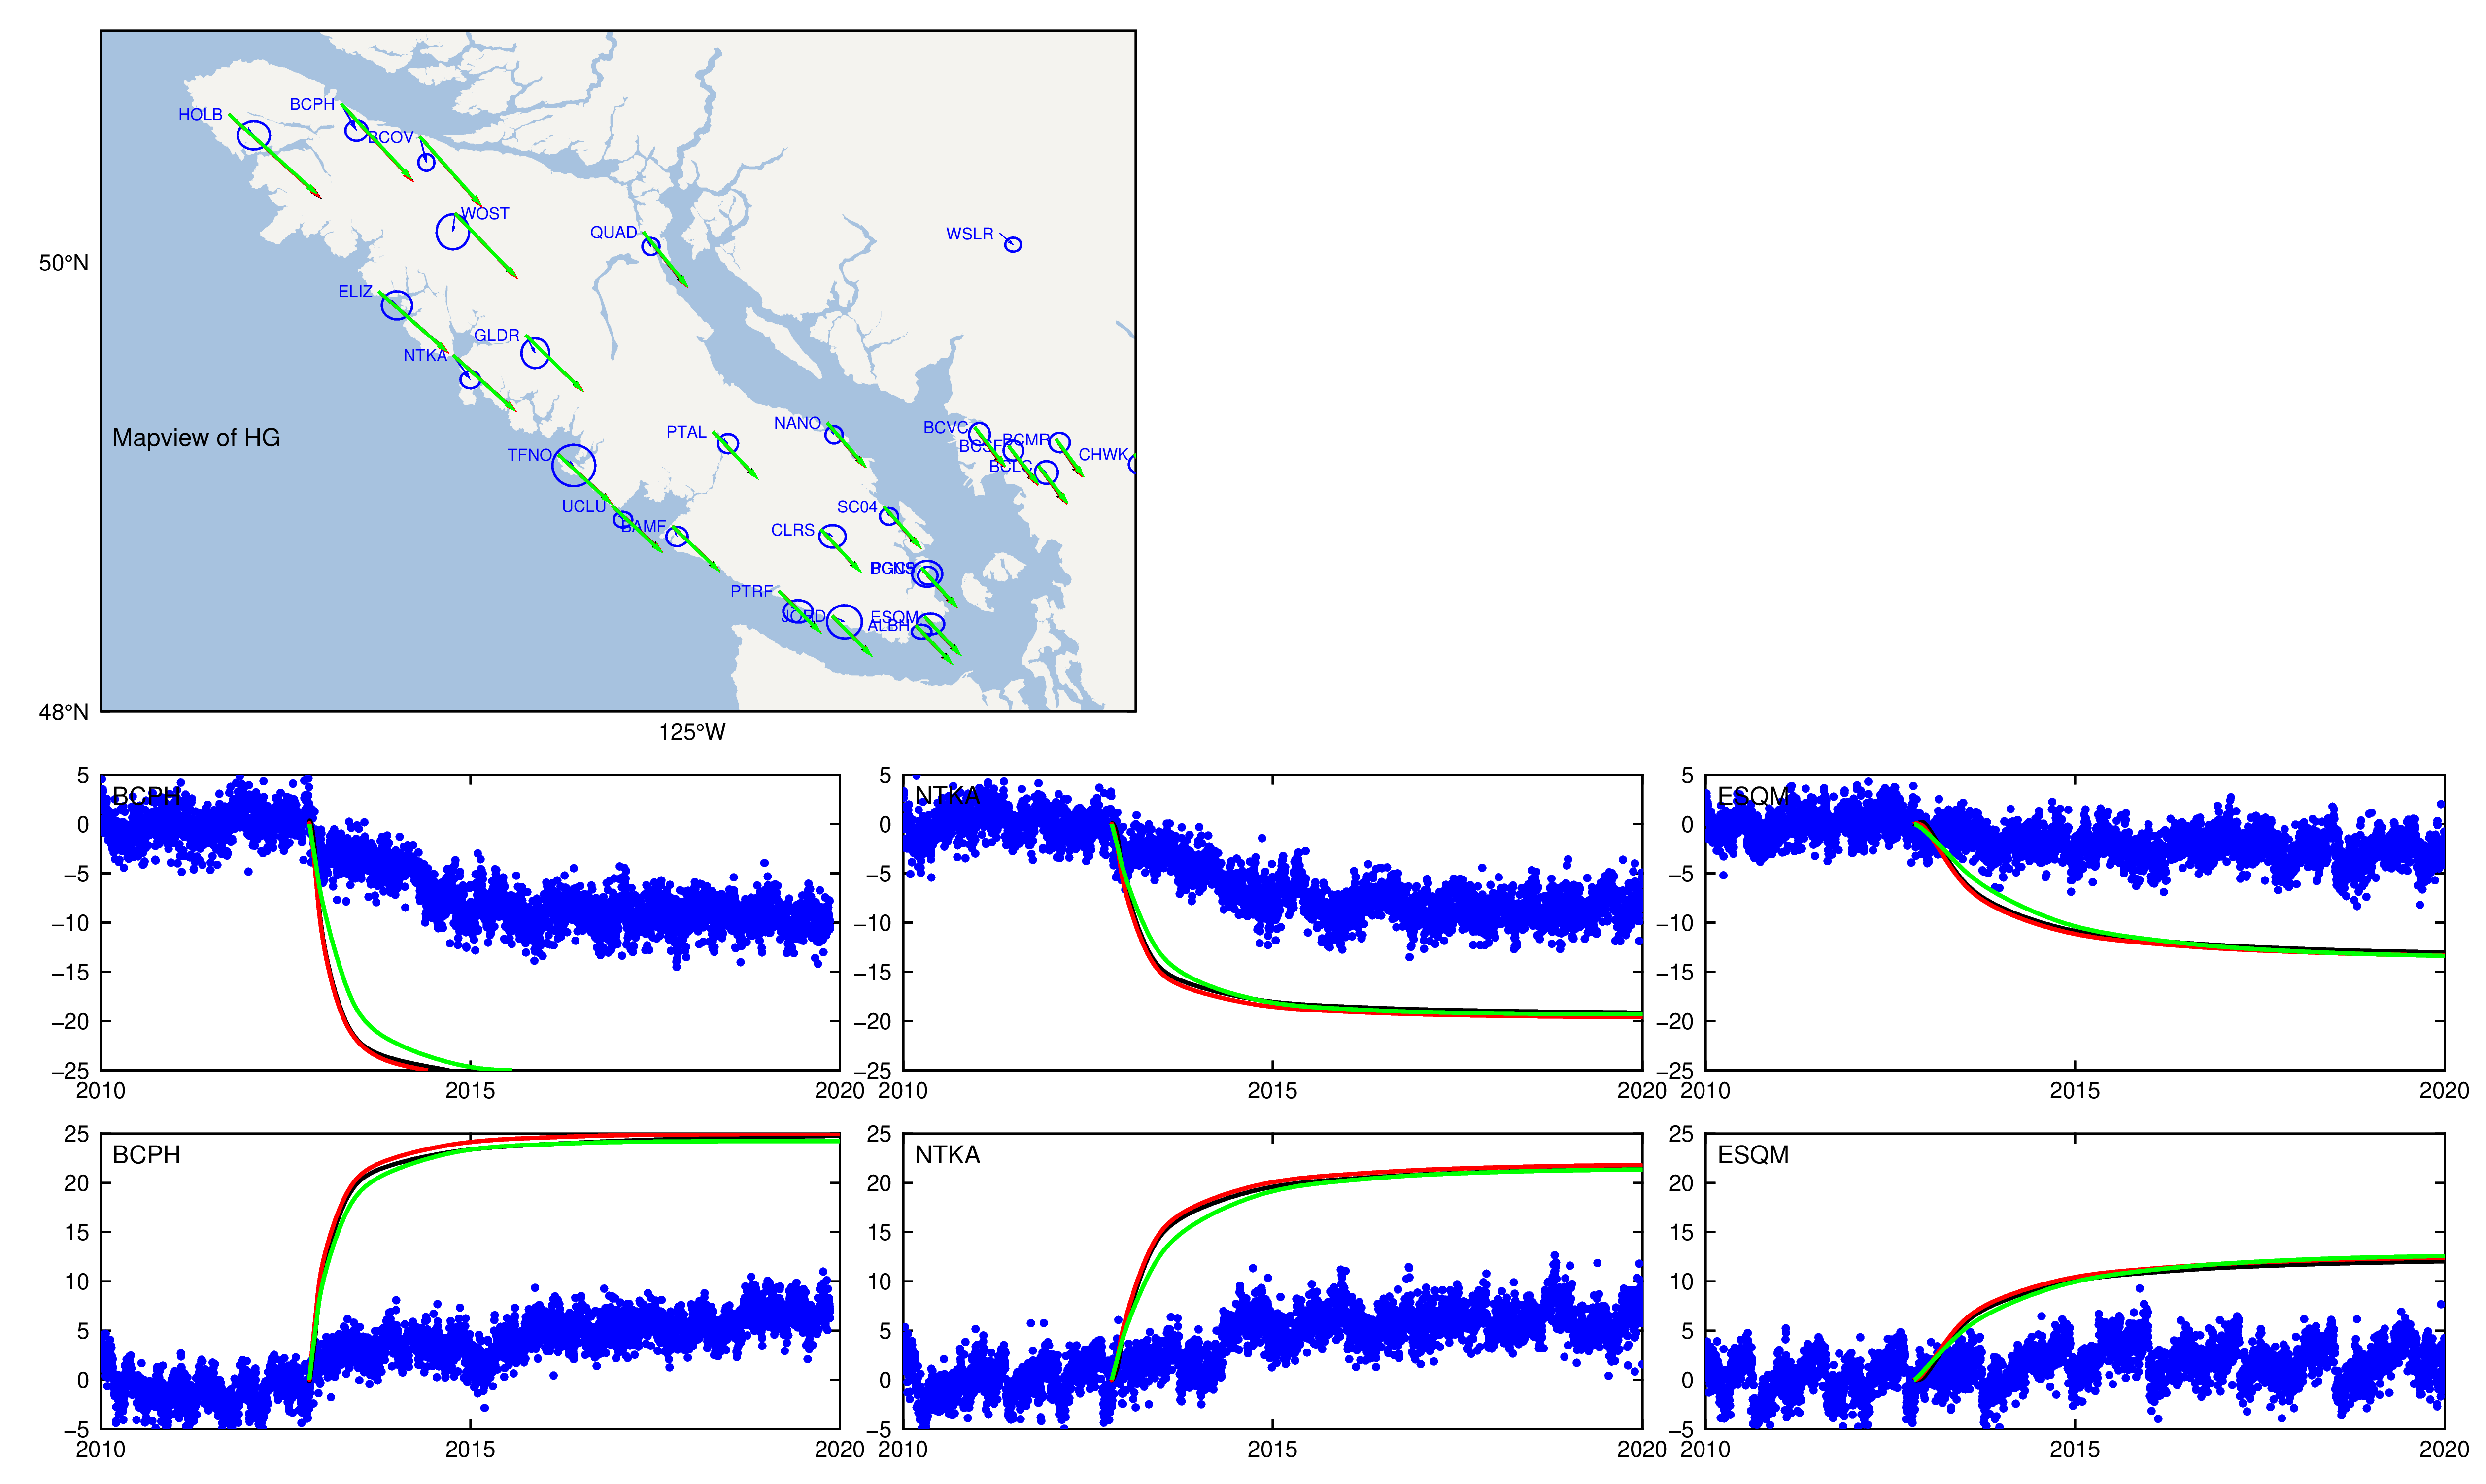 BCPH
HOLB
BCOV
WOST
QUAD
WSLR
50°N
ELIZ
GLDR
NTKA
Mapview of HG
PTAL
NANO
BCVC
BCMR
BCSF
CHWK
TFNO
BCLC
UCLU
SC04
BAMF
CLRS
PTRF
JORD
ESQM
ALBH
48°N
125°W
5 5 5
BCPH NTKA ESQM
0 0 0
−5 −5 −5
−10 −10 −10
−15 −15 −15
−20 −20 −20
−25 −25 −25
2010 2015 2020 2010 2015 2020 2010 2015 2020
25 25 25
BCPH NTKA ESQM
20 20 20
15 15 15
10 10 10
5 5 5
0 0 0
−5 −5 −5
2010 2015 2020 2010 2015 2020 2010 2015 2020